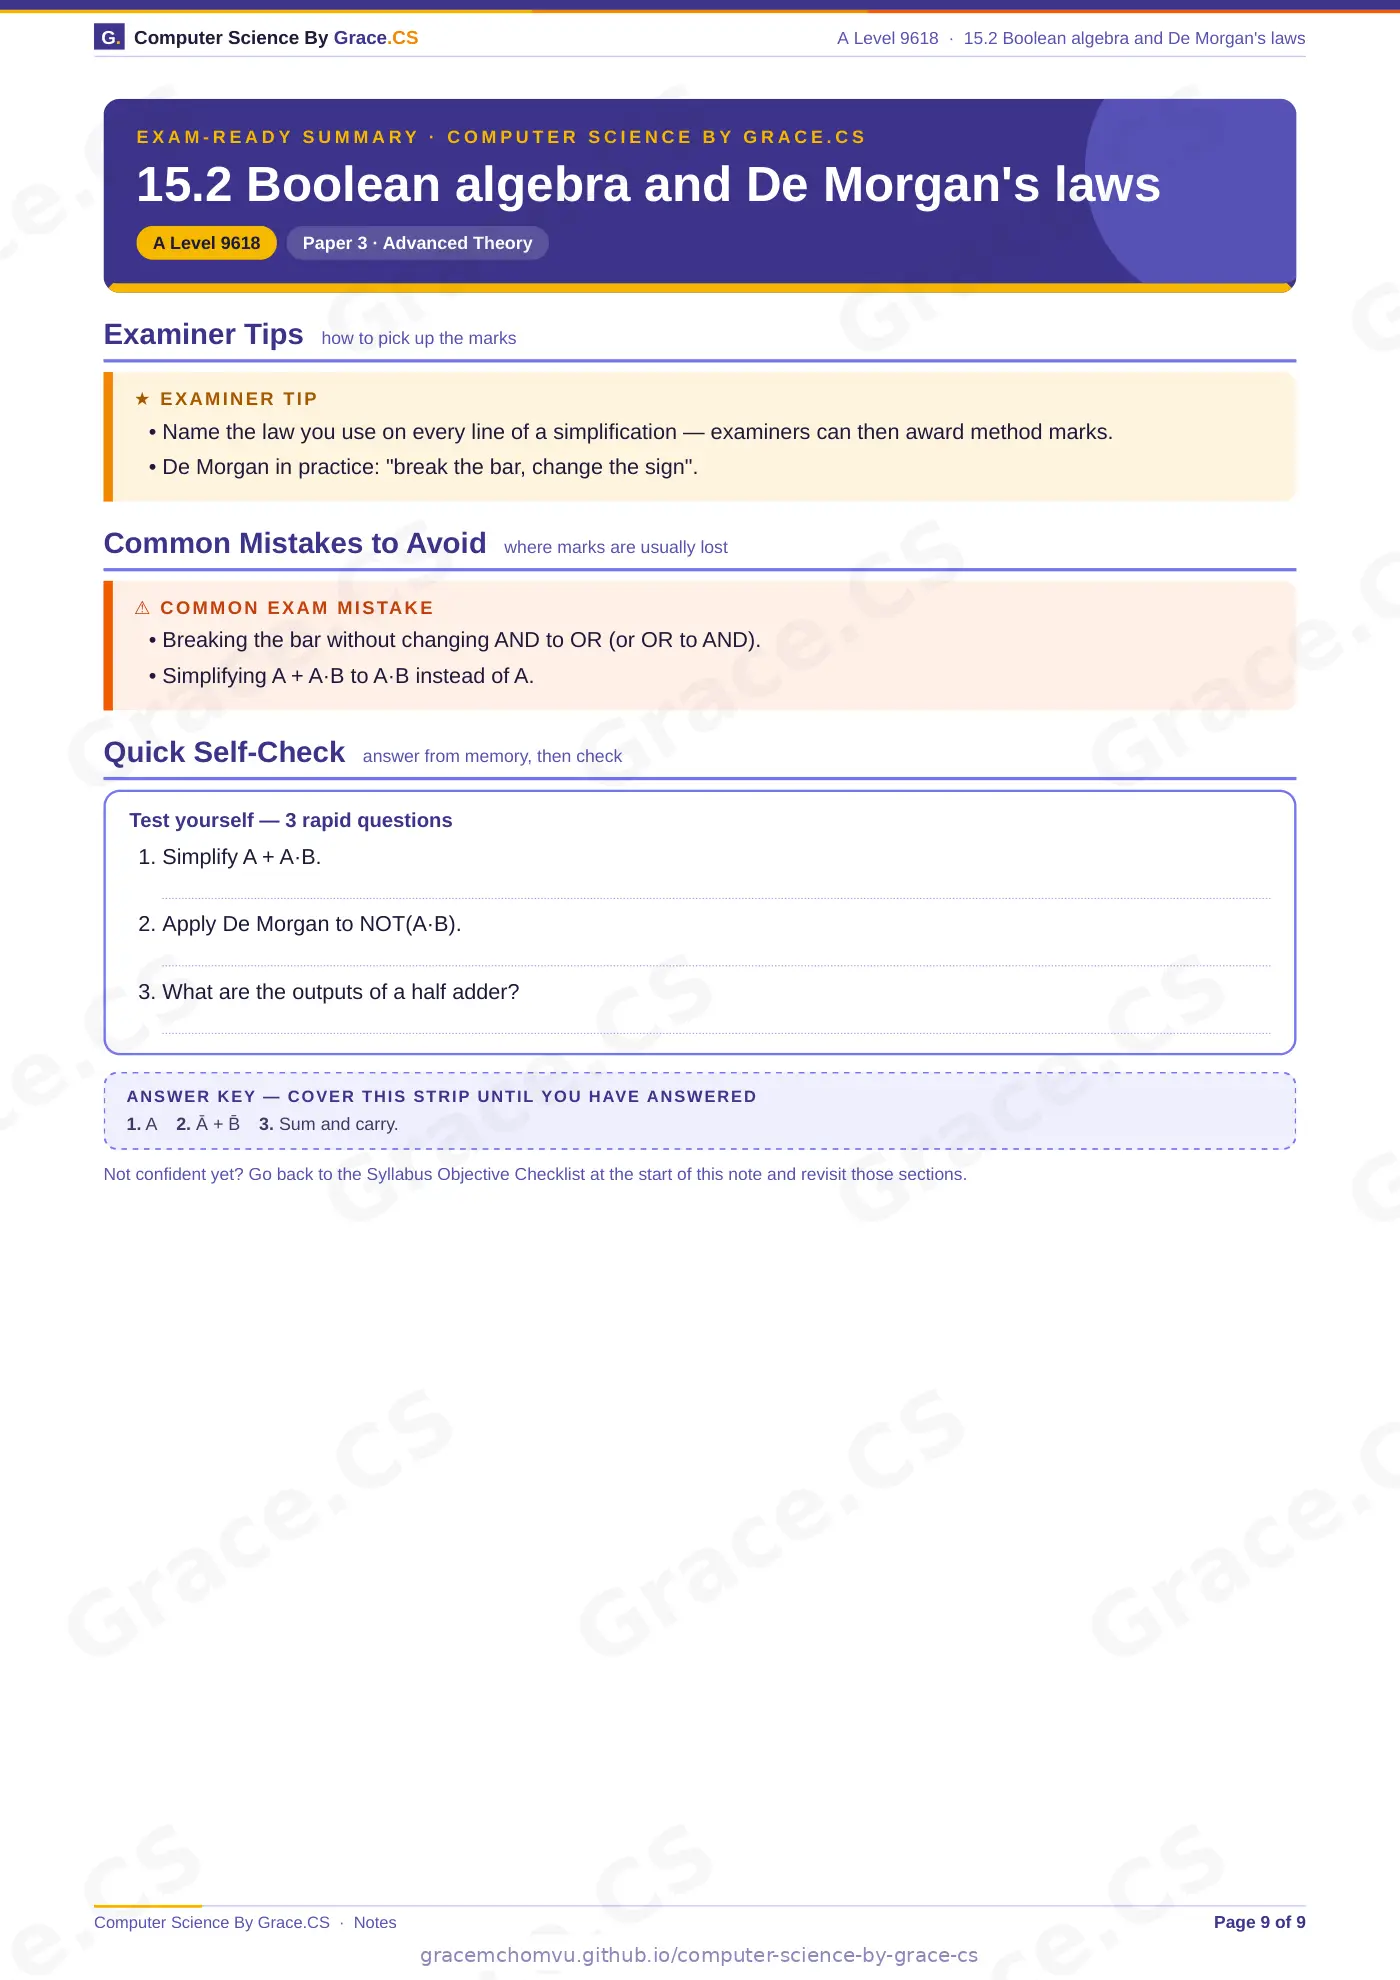 G. Computer Science By Grace.CS
A Level 9618 · 15.2 Boolean algebra and De Morgan's laws
EXAM-READY SUMMARY · COMPUTER SCIENCE BY GRACE.CS
15.2 Boolean algebra and De Morgan's laws
A Level 9618
Paper 3 · Advanced Theory
Examiner Tips how to pick up the marks
★ EXAMINER TIP
• Name the law you use on every line of a simplification — examiners can then award method marks.
• De Morgan in practice: "break the bar, change the sign".
Common Mistakes to Avoid where marks are usually lost
⚠ COMMON EXAM MISTAKE
• Breaking the bar without changing AND to OR (or OR to AND).
• Simplifying A + A·B to A·B instead of A.
Quick Self-Check answer from memory, then check
Test yourself — 3 rapid questions
1. Simplify A + A·B.
2. Apply De Morgan to NOT(A·B).
3. What are the outputs of a half adder?
ANSWER KEY — COVER THIS STRIP UNTIL YOU HAVE ANSWERED
1. A 2. Ā + B̄ 3. Sum and carry.
Not confident yet? Go back to the Syllabus Objective Checklist at the start of this note and revisit those sections.
Computer Science By Grace.CS · Notes
Page 9 of 9
gracemchomvu.github.io/computer-science-by-grace-cs